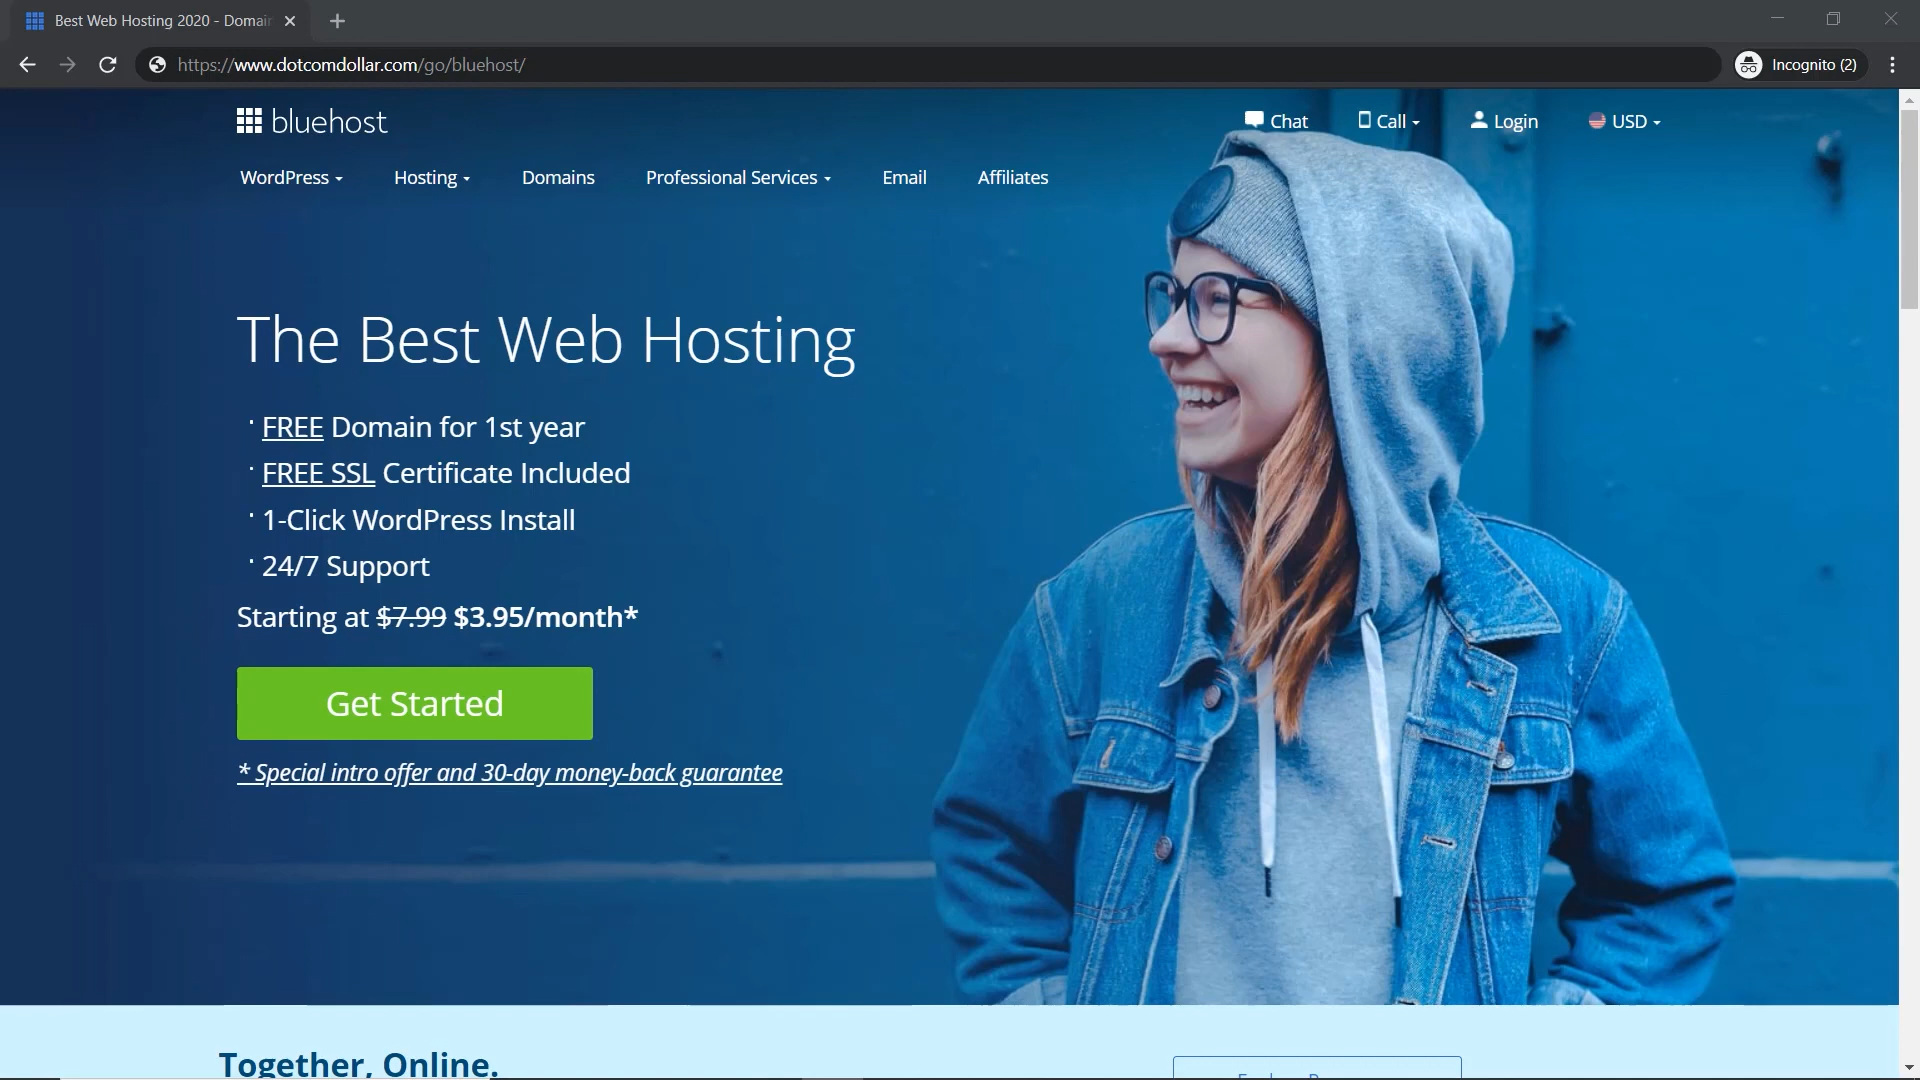 Best Web Hosting 2020 - Domain
https://www.dotcomdollar.com/go/bluehost/
Incognito (2)
bluehost
Chat
Call
Login
USD
WordPress
Hosting
Domains
Professional Services
Email
Affiliates
The Best Web Hosting
· FREE Domain for 1st year
· FREE SSL Certificate Included
· 1-Click WordPress Install
· 24/7 Support
Starting at $7.99 $3.95/month*
Get Started
* Special intro offer and 30-day money-back guarantee
Together, Online.